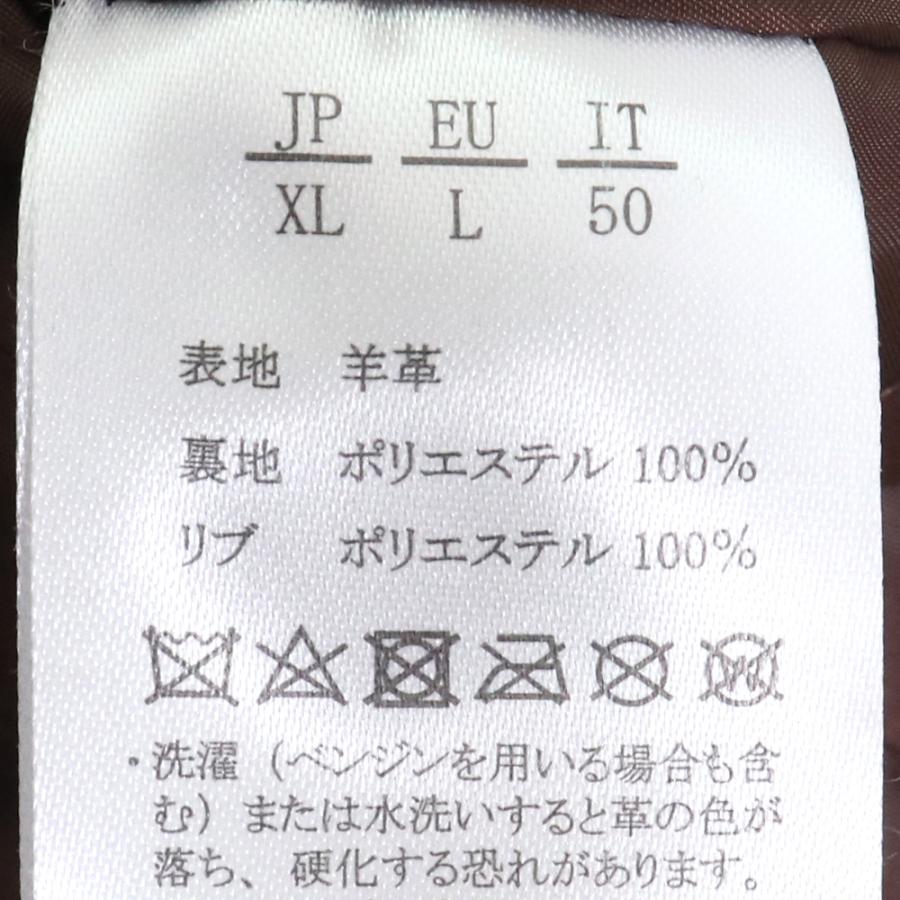 JP EU IT
XL L 50
表地 羊革
裏地 ポリエステル 100%
リブ ポリエステル 100%
W
・洗濯（ベンジンを用いる場合も含
む）または水洗いすると革の色が
落ち、硬化する恐れがあります。